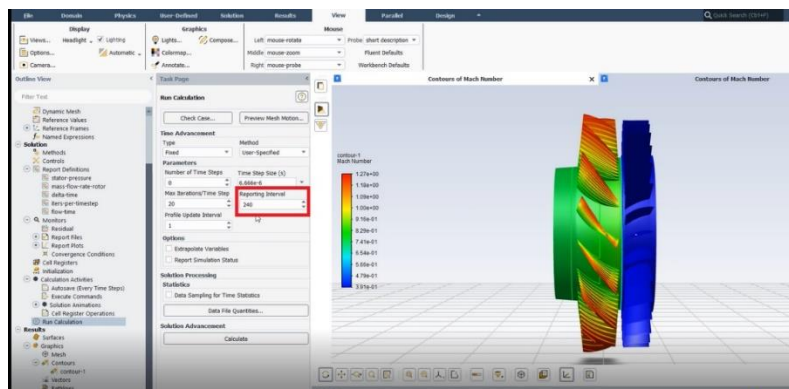 File Domain Physics User-Defined Solution Results View Parallel Design
Quick Search (Ctrl+F)
Display Graphics Mouse
Views... Headlight Lighting Lights... Compose... Left mouse-rotate Probe short description
Options... Automatic Colormap... Middle mouse-zoom Fluent Defaults
Camera... Annotate... Right mouse-probe Workbench Defaults
Outline View
Filter Text
Dynamic Mesh
Reference Values
Reference Frames
Named Expressions
Solution
Methods
Controls
Report Definitions
stator-pressure
mass-flow-rate-rotor
delta-time
iters-per-timestep
flow-time
Monitors
Residual
Report Files
Report Plots
Convergence Conditions
Cell Registers
Initialization
Calculation Activities
Autosave (Every Time Steps)
Execute Commands
Solution Animations
Cell Register Operations
Run Calculation
Results
Surfaces
Graphics
Mesh
Contours
contour-1
Vectors
Task Page
Run Calculation
Check Case... Preview Mesh Motion...
Time Advancement
Type Method
Fixed User-Specified
Parameters
Number of Time Steps Time Step Size (s)
6 6.666e-6
Max Iterations/Time Step Reporting Interval
20 240
Profile Update Interval
1
Options
Extrapolate Variables
Report Simulation Status
Solution Processing
Statistics
Data Sampling for Time Statistics
Data File Quantities...
Solution Advancement
Calculate
Contours of Mach Number
Contours of Mach Number
contour-1
Mach Number
1.27e+00
1.18e+00
1.09e+00
1.00e+00
9.16e-01
8.29e-01
7.41e-01
6.54e-01
4.79e-01
3.91e-01